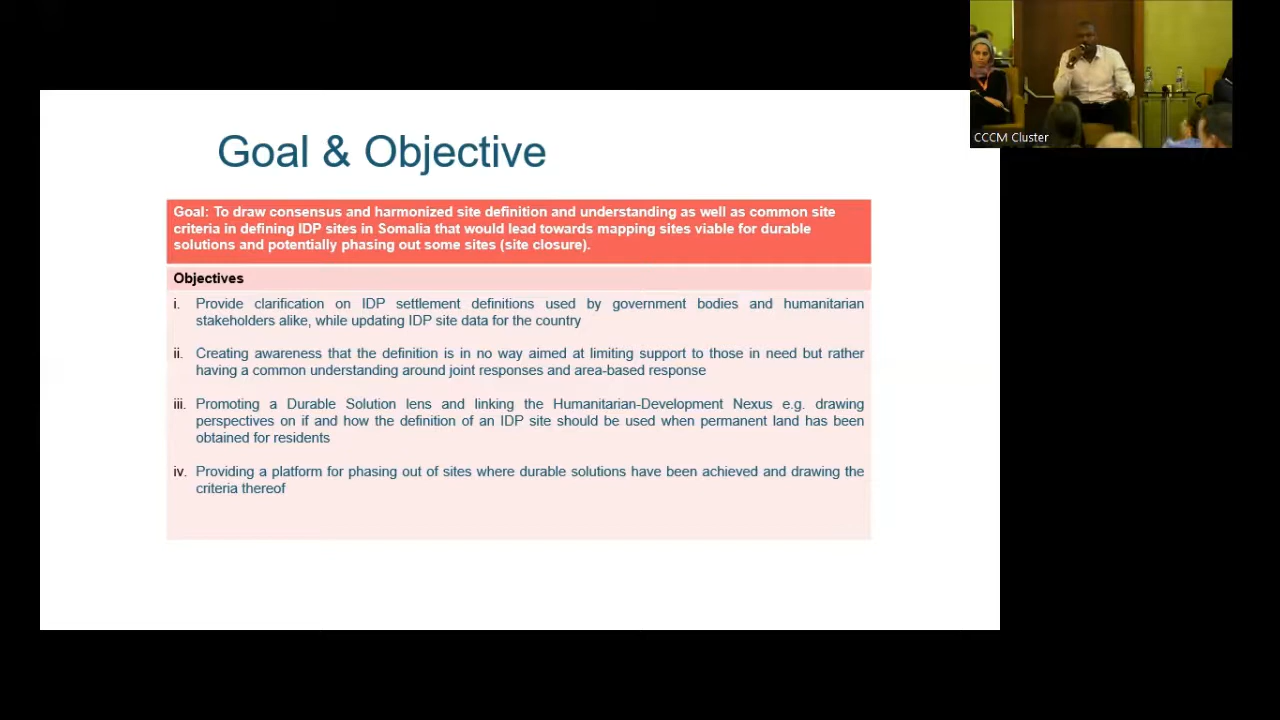 Goal & Objective
Goal: To draw consensus and harmonized site definition and understanding as well as common site
criteria in defining IDP sites in Somalia that would lead towards mapping sites viable for durable
solutions and potentially phasing out some sites (site closure).
Objectives
i. Provide clarification on IDP settlement definitions used by government bodies and humanitarian
stakeholders alike, while updating IDP site data for the country
ii. Creating awareness that the definition is in no way aimed at limiting support to those in need but rather
having a common understanding around joint responses and area-based response
iii. Promoting a Durable Solution lens and linking the Humanitarian-Development Nexus e.g. drawing
perspectives on if and how the definition of an IDP site should be used when permanent land has been
obtained for residents
iv. Providing a platform for phasing out of sites where durable solutions have been achieved and drawing the
criteria thereof
CCCM Cluster